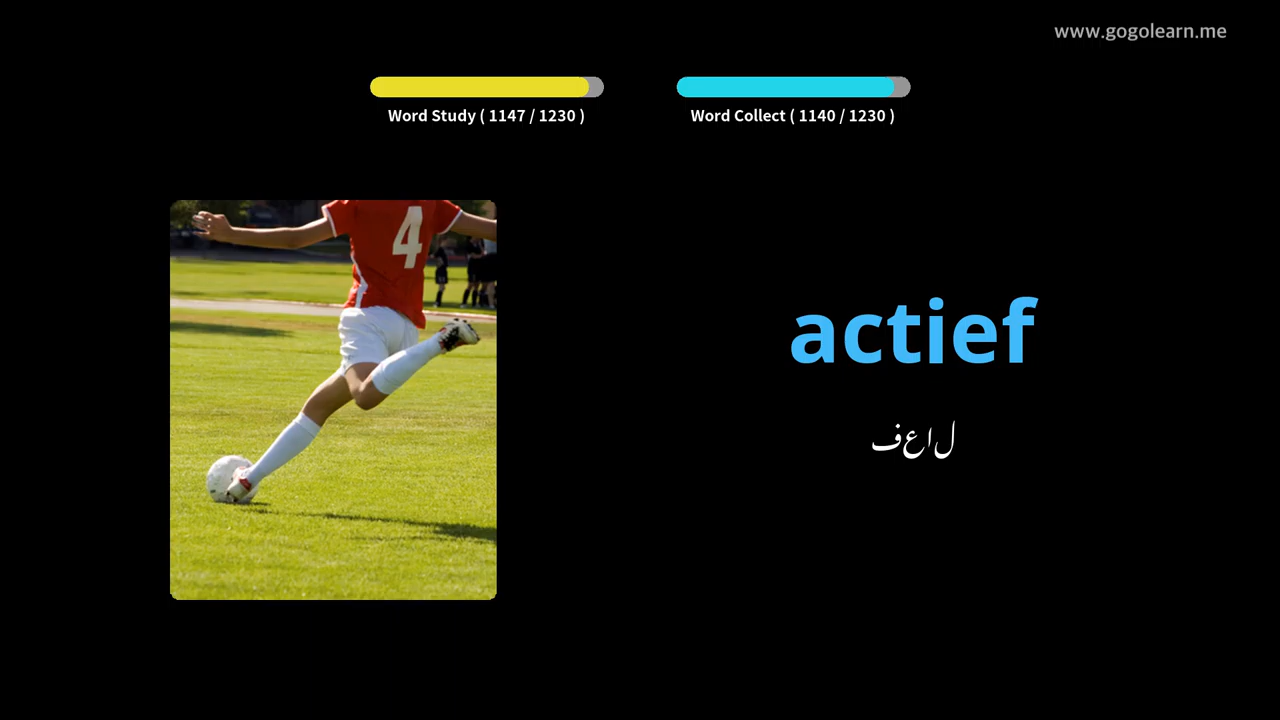 www.gogolearn.me
Word Study ( 1147 / 1230 )
Word Collect ( 1140 / 1230 )
4
actief
فعال